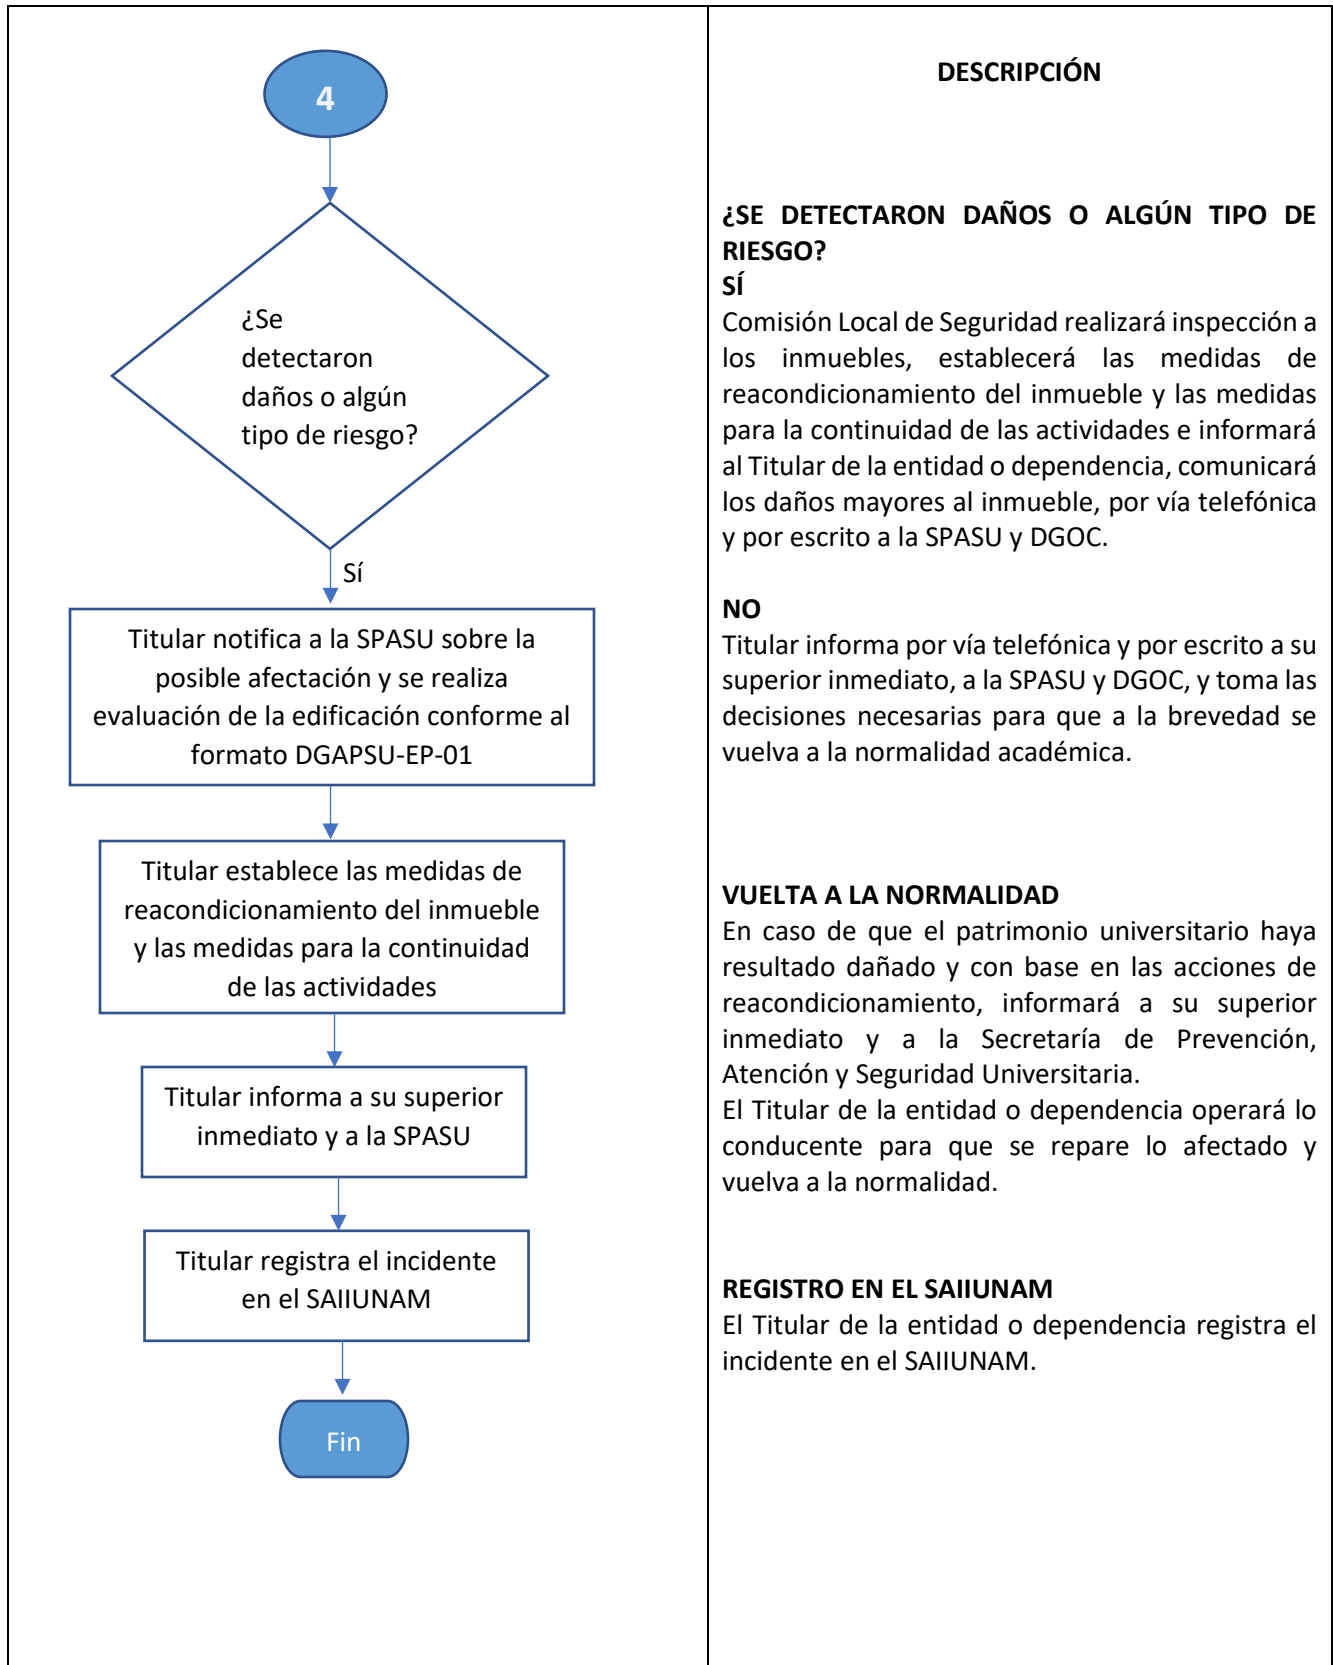 4
¿Se
detectaron
daños o algún
tipo de riesgo?
Sí
Titular notifica a la SPASU sobre la
posible afectación y se realiza
evaluación de la edificación conforme al
formato DGAPSU-EP-01
Titular establece las medidas de
reacondicionamiento del inmueble
y las medidas para la continuidad
de las actividades
Titular informa a su superior
inmediato y a la SPASU
Titular registra el incidente
en el SAIIUNAM
Fin
DESCRIPCIÓN
¿SE DETECTARON DAÑOS O ALGÚN TIPO DE
RIESGO?
SÍ
Comisión Local de Seguridad realizará inspección a
los inmuebles, establecerá las medidas de
reacondicionamiento del inmueble y las medidas
para la continuidad de las actividades e informará
al Titular de la entidad o dependencia, comunicará
los daños mayores al inmueble, por vía telefónica
y por escrito a la SPASU y DGOC.
NO
Titular informa por vía telefónica y por escrito a su
superior inmediato, a la SPASU y DGOC, y toma las
decisiones necesarias para que a la brevedad se
vuelva a la normalidad académica.
VUELTA A LA NORMALIDAD
En caso de que el patrimonio universitario haya
resultado dañado y con base en las acciones de
reacondicionamiento, informará a su superior
inmediato y a la Secretaría de Prevención,
Atención y Seguridad Universitaria.
El Titular de la entidad o dependencia operará lo
conducente para que se repare lo afectado y
vuelva a la normalidad.
REGISTRO EN EL SAIIUNAM
El Titular de la entidad o dependencia registra el
incidente en el SAIIUNAM.